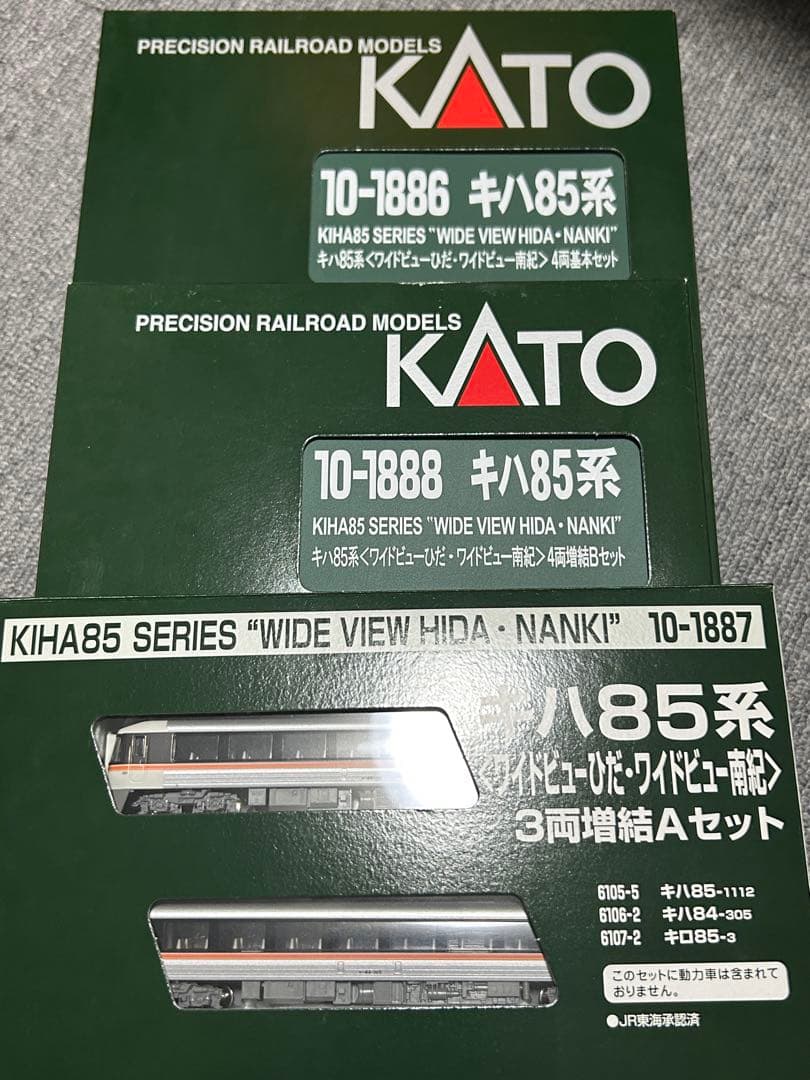 PRECISION RAILROAD MODELS
KATO
10-1886 キハ85系
KIHA85 SERIES "WIDE VIEW HIDA・NANKI"
キハ85系<ワイドビューひだ・ワイドビュー南紀>4両基本セット
PRECISION RAILROAD MODELS
KATO
10-1888 キハ85系
KIHA85 SERIES "WIDE VIEW HIDA・NANKI"
キハ85系<ワイドビューひだ・ワイドビュー南紀>4両増結Bセット
KIHA85 SERIES "WIDE VIEW HIDA・NANKI" 10-1887
キハ85系
<ワイドビューひだ・ワイドビュー南紀>
3両増結Aセット
6105-5 キハ85-1112
6106-2 キハ84-305
6107-2 キロ85-3
このセットに動力車は含まれて
おりません。
●JR東海承認済